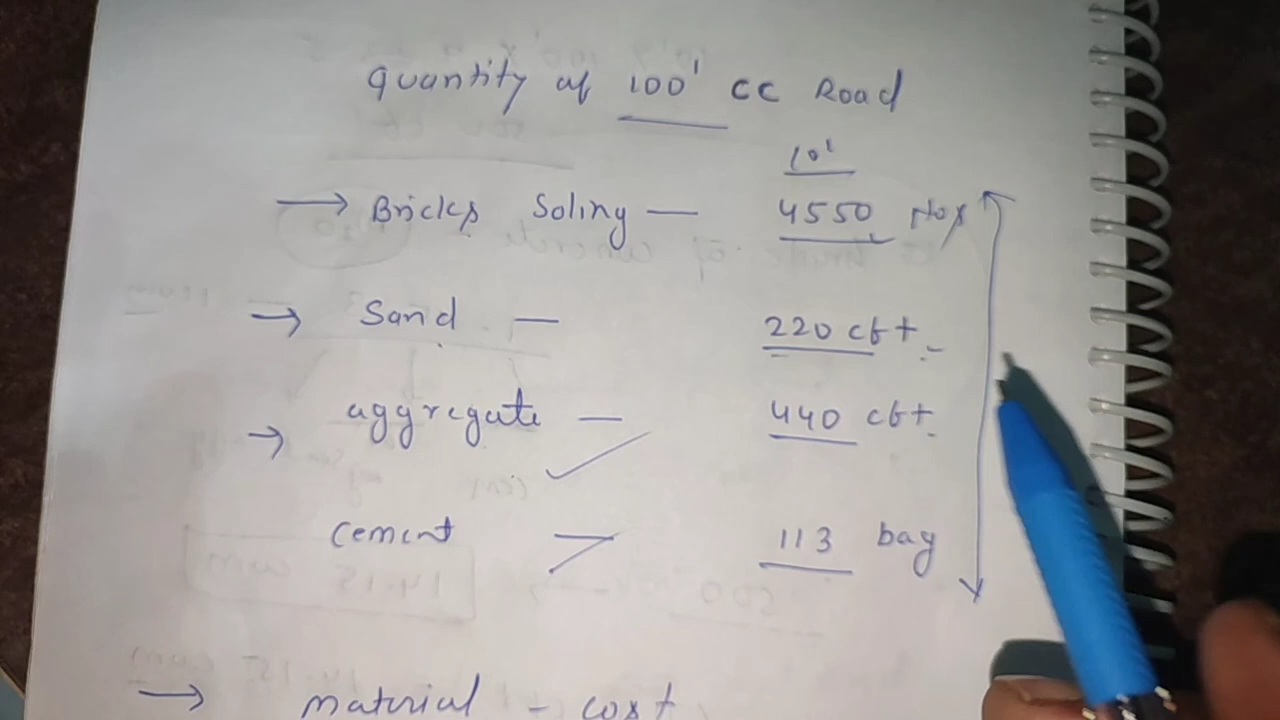 Quantity of 100' CC Road
10'
→ Bricks Soling — 4550 Nos
→ Sand — 220 cft.
→ aggregate — 440 cft.
cement — 113 bag
→ material - cost